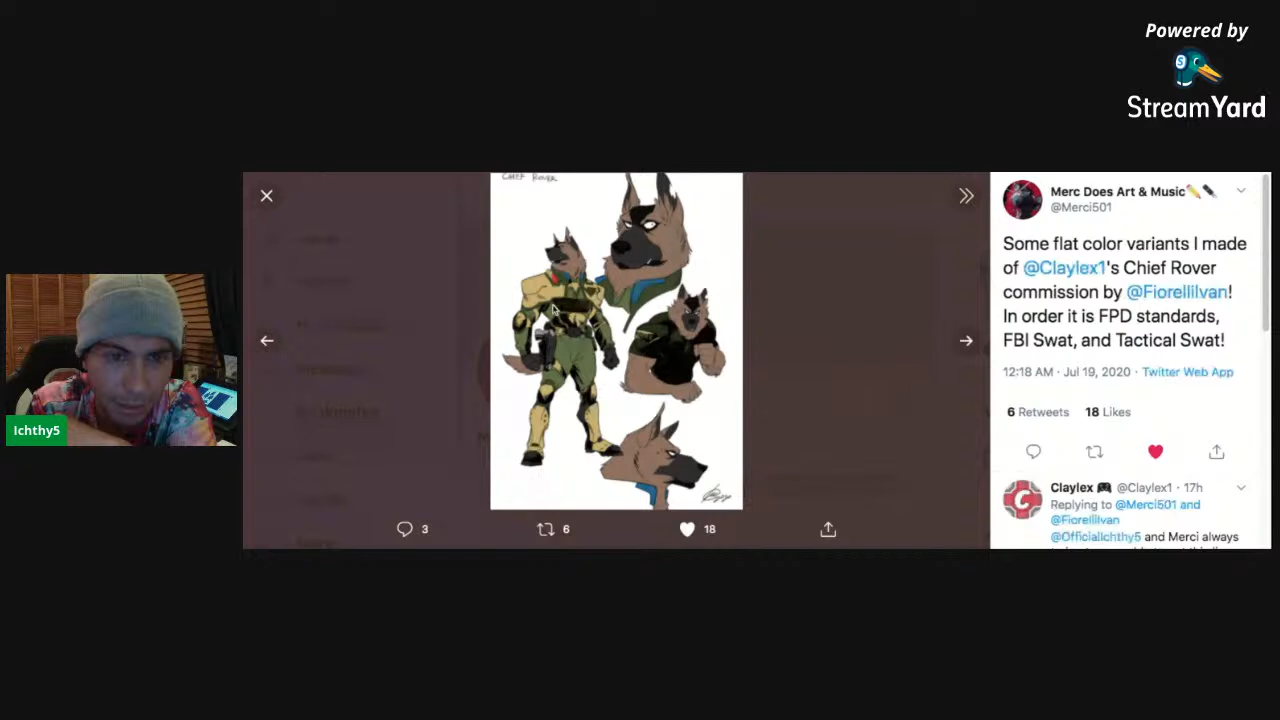 Powered by
StreamYard
CHIEF ROVER
Merc Does Art & Music
@Merci501
Some flat color variants I made
of @Claylex1's Chief Rover
commission by @FiorelliIvan!
In order it is FPD standards,
FBI Swat, and Tactical Swat!
12:18 AM · Jul 19, 2020 · Twitter Web App
6 Retweets 18 Likes
Claylex @Claylex1 · 17h
Replying to @Merci501 and
@FiorelliIvan
@OfficialIchthy5 and Merci always
3
6
18
Ichthy5